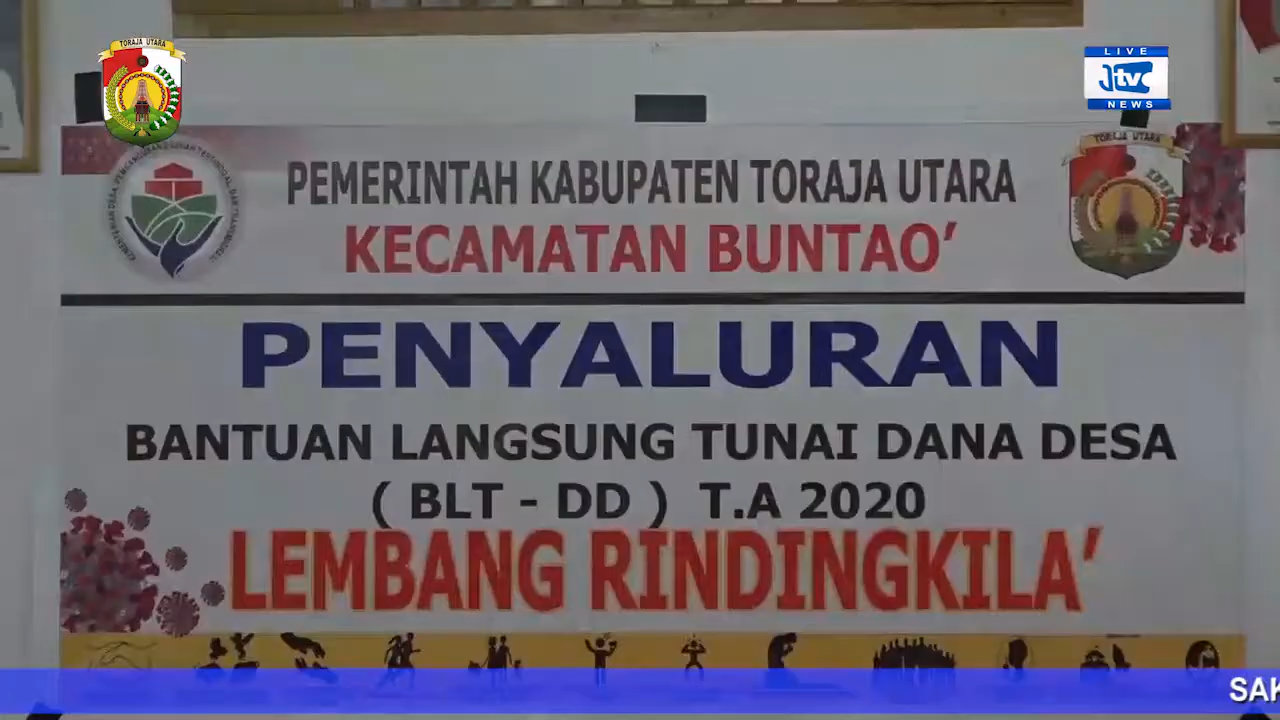 TORAJA UTARA
LIVE
Jtvc
NEWS
TORAJA UTARA
PEMERINTAH KABUPATEN TORAJA UTARA
KECAMATAN BUNTAO'
PENYALURAN
BANTUAN LANGSUNG TUNAI DANA DESA
( BLT - DD ) T.A 2020
LEMBANG RINDINGKILA'
SAK